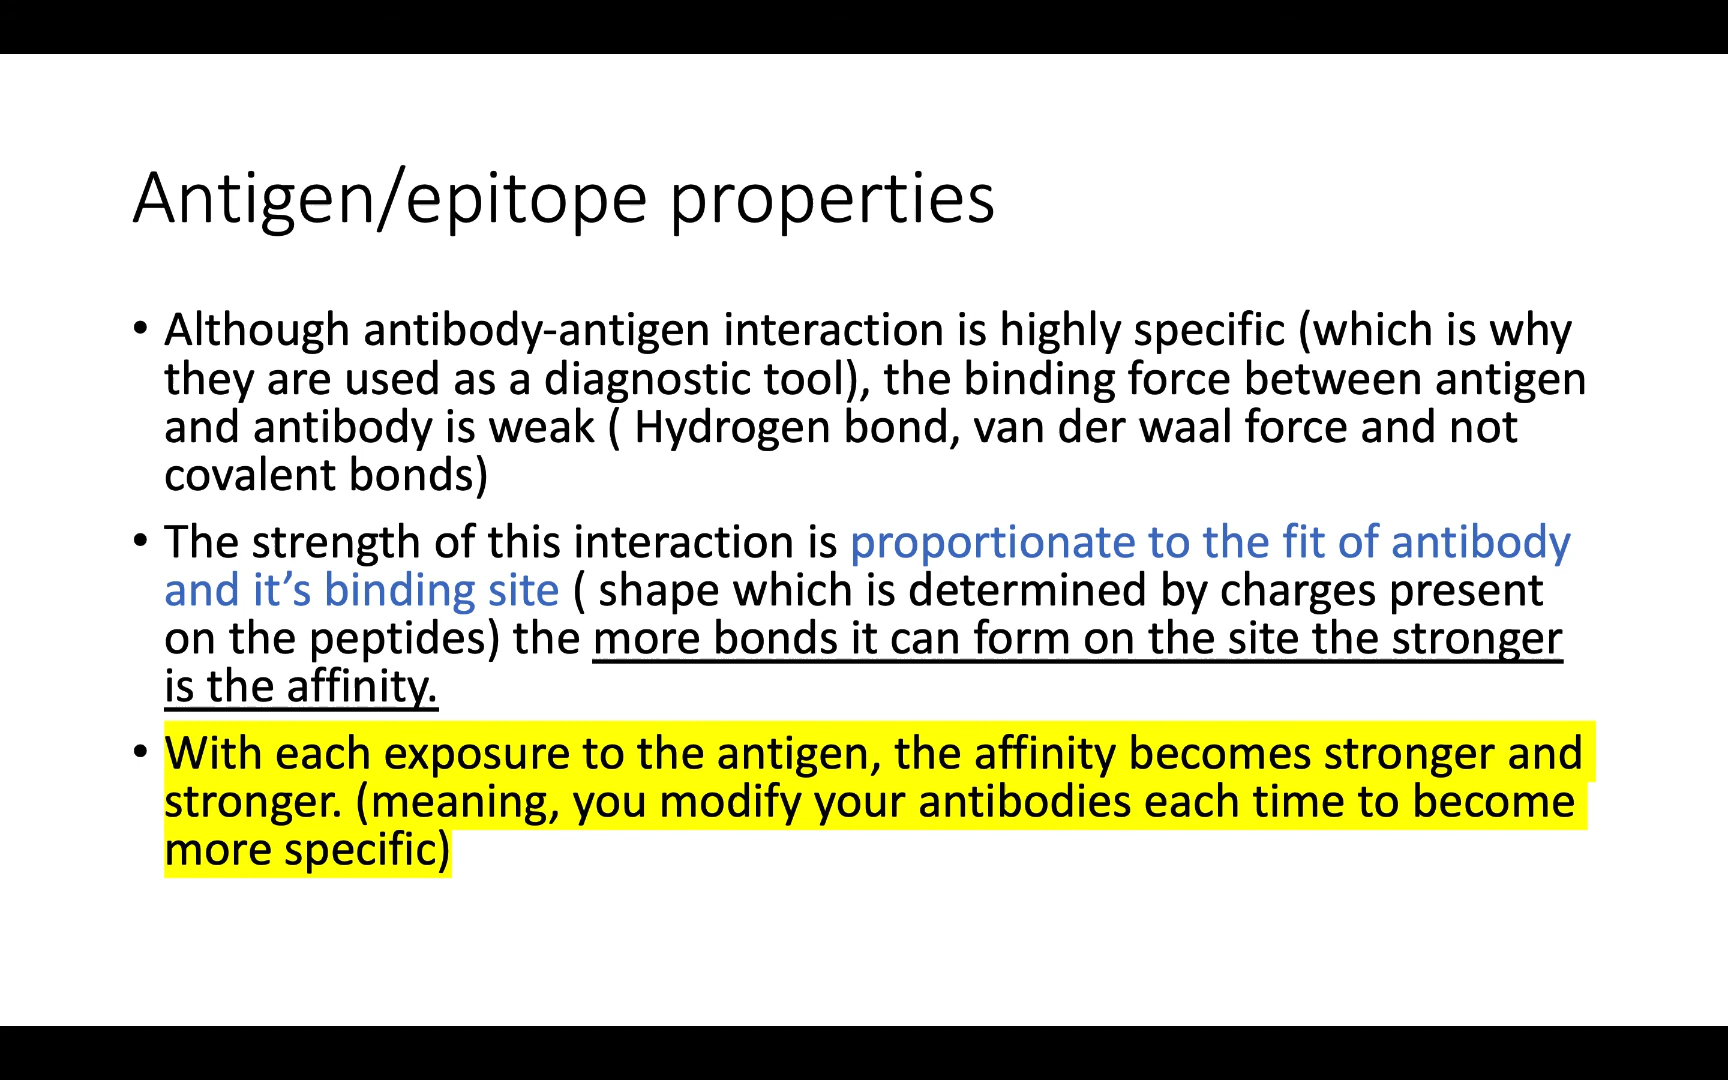 Antigen/epitope properties
• Although antibody-antigen interaction is highly specific (which is why
they are used as a diagnostic tool), the binding force between antigen
and antibody is weak ( Hydrogen bond, van der waal force and not
covalent bonds)
• The strength of this interaction is proportionate to the fit of antibody
and it’s binding site ( shape which is determined by charges present
on the peptides) the more bonds it can form on the site the stronger
is the affinity.
• With each exposure to the antigen, the affinity becomes stronger and
stronger. (meaning, you modify your antibodies each time to become
more specific)